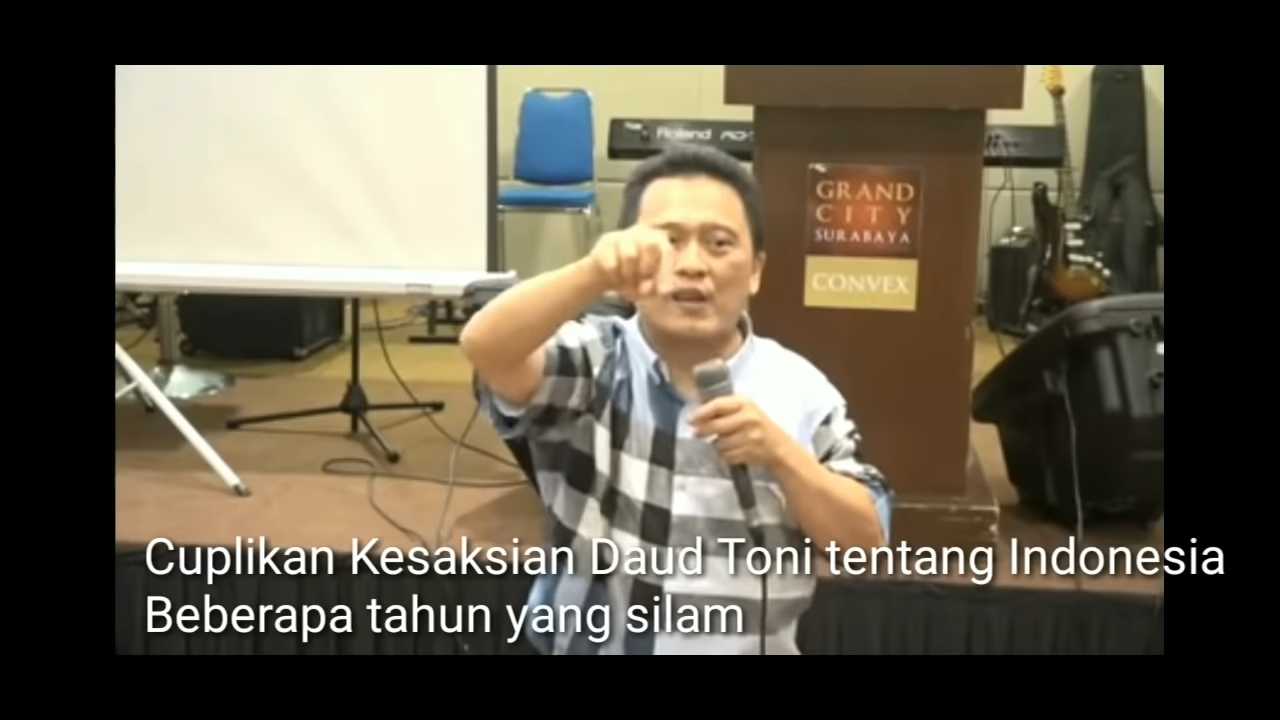 Roland
GRAND
CITY
SURABAYA
CONVEX
Cuplikan Kesaksian Daud Toni tentang Indonesia
Beberapa tahun yang silam